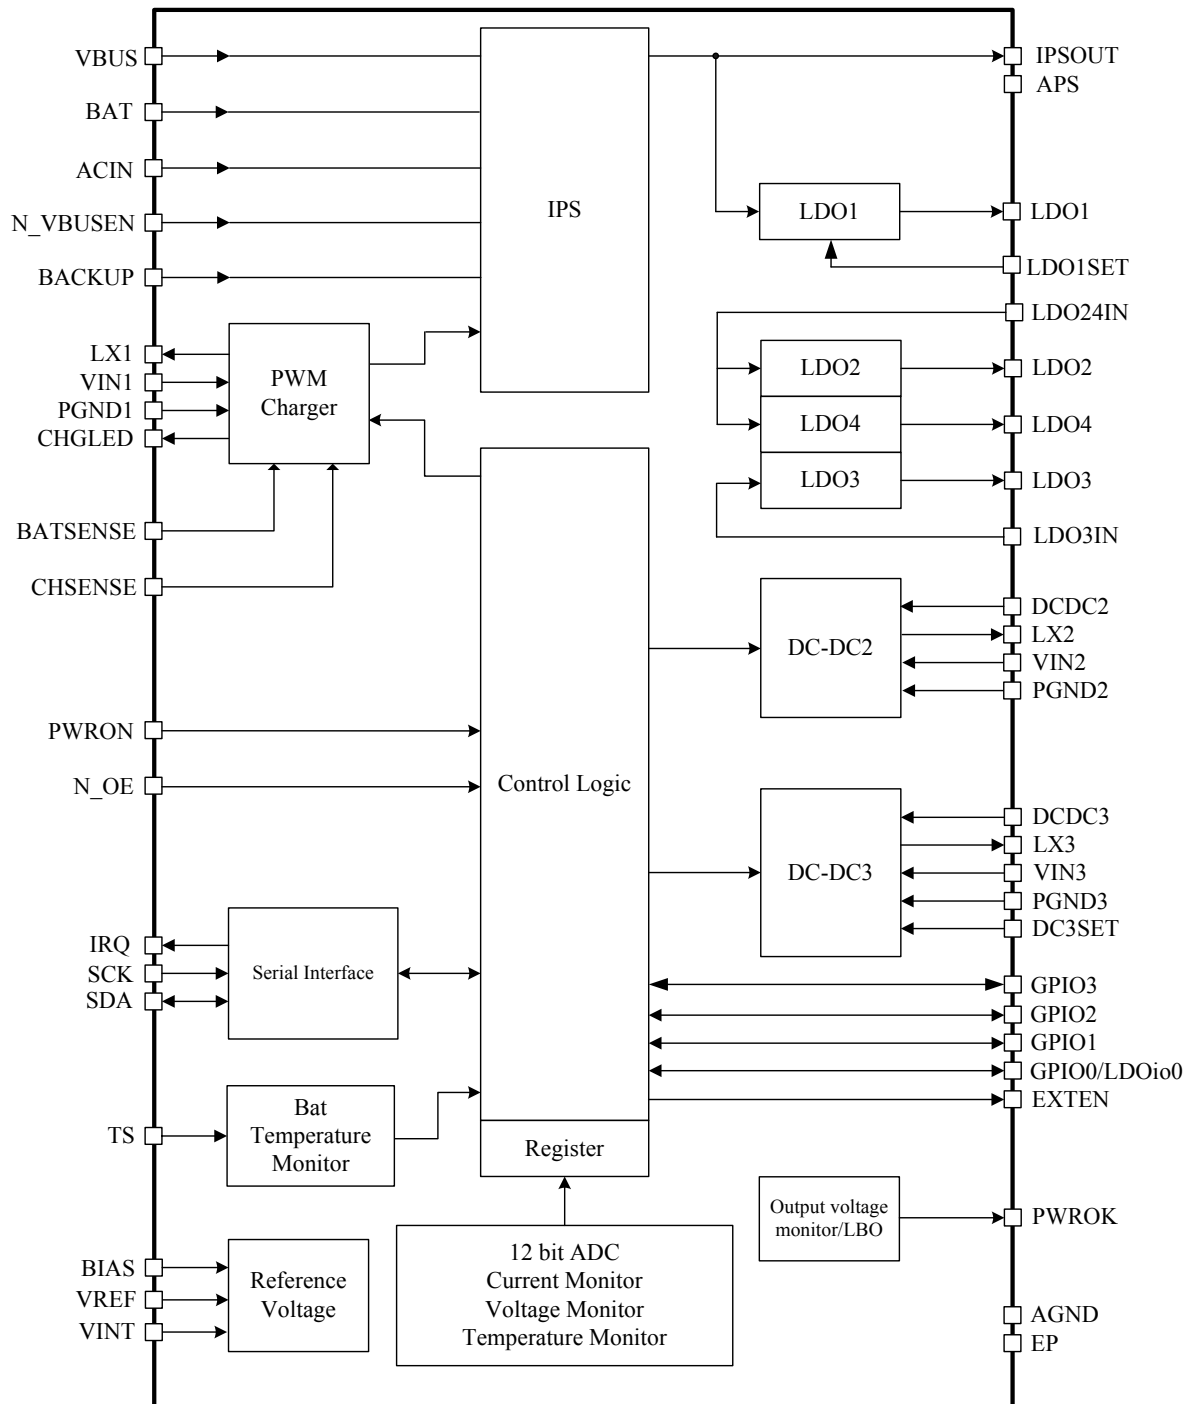 VBUS
BAT
ACIN
N_VBUSEN
BACKUP
LX1
VIN1
PGND1
CHGLED
BATSENSE
CHSENSE
PWRON
N_OE
IRQ
SCK
SDA
TS
BIAS
VREF
VINT
IPS
PWM
Charger
Control Logic
Serial Interface
Bat
Temperature
Monitor
Register
Reference
Voltage
12 bit ADC
Current Monitor
Voltage Monitor
Temperature Monitor
LDO1
LDO2
LDO4
LDO3
DC-DC2
DC-DC3
Output voltage
monitor/LBO
IPSOUT
APS
LDO1
LDO1SET
LDO24IN
LDO2
LDO4
LDO3
LDO3IN
DCDC2
LX2
VIN2
PGND2
DCDC3
LX3
VIN3
PGND3
DC3SET
GPIO3
GPIO2
GPIO1
GPIO0/LDOio0
EXTEN
PWROK
AGND
EP